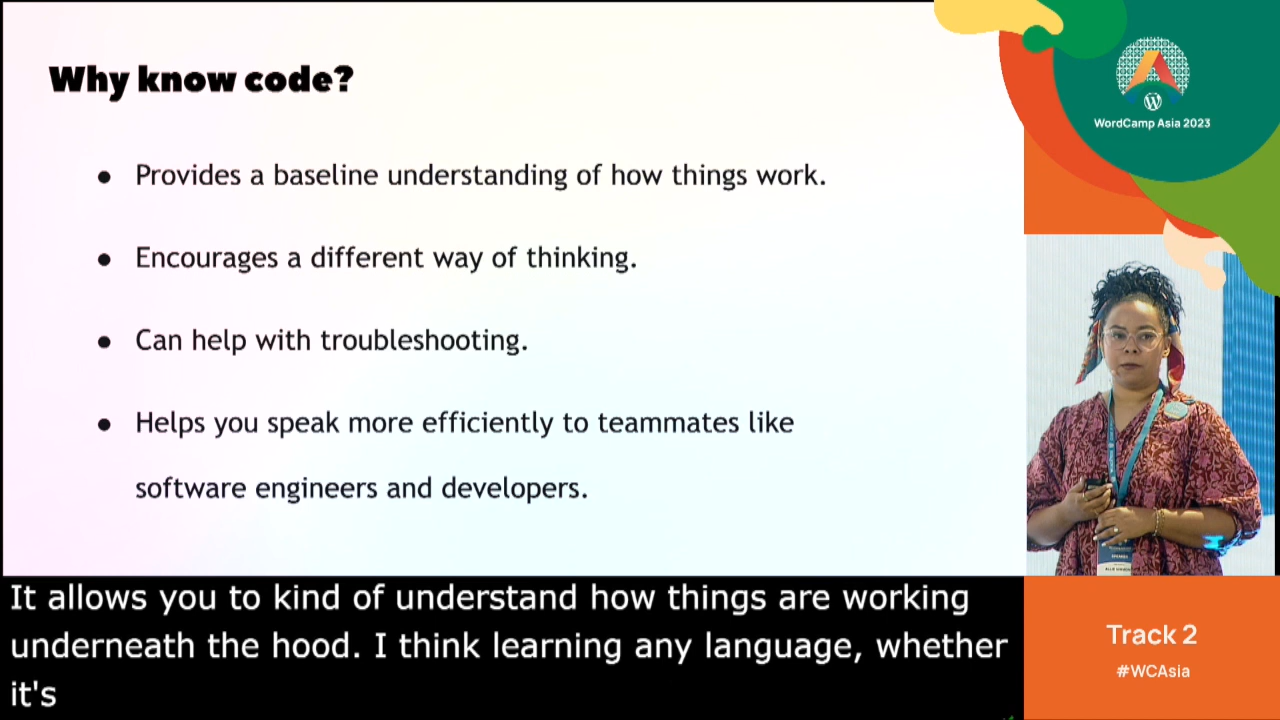 Why know code?
● Provides a baseline understanding of how things work.
● Encourages a different way of thinking.
● Can help with troubleshooting.
● Helps you speak more efficiently to teammates like
software engineers and developers.
It allows you to kind of understand how things are working
underneath the hood. I think learning any language, whether
it's
WordCamp Asia 2023
Track 2
#WCAsia